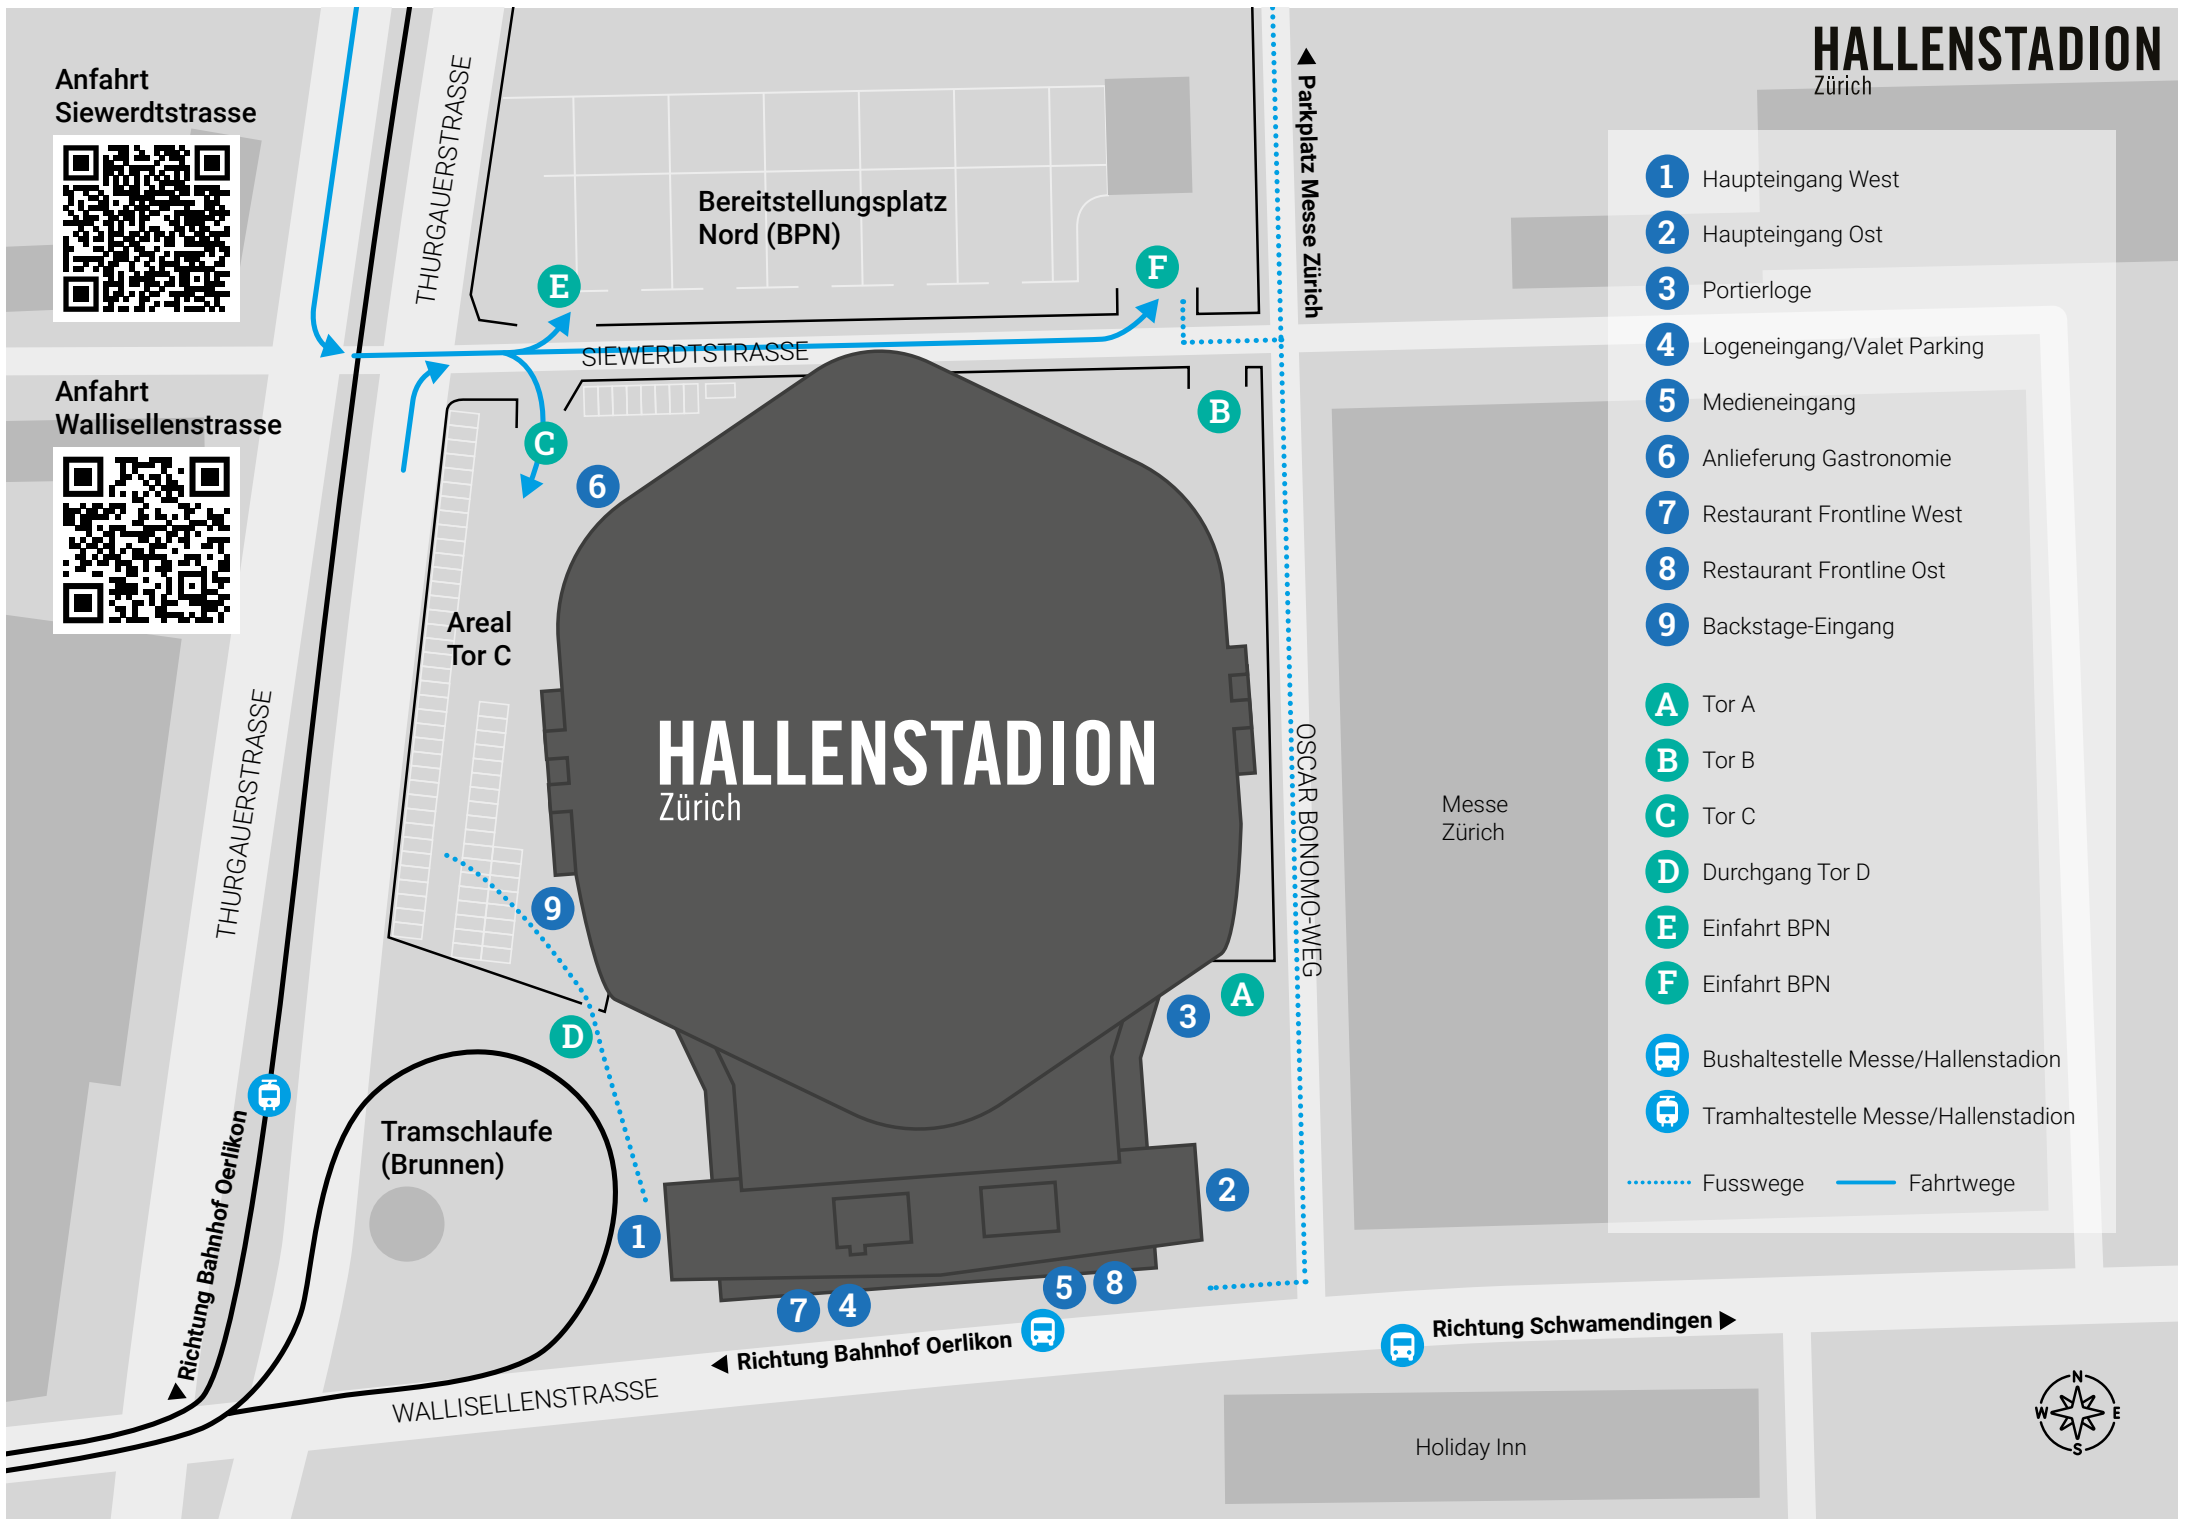 HALLENSTADION
Zürich
Anfahrt
Siewerdtstrasse
Anfahrt
Wallisellenstrasse
THURGAUERSTRASSE
Bereitstellungsplatz
Nord (BPN)
Parkplatz Messe Zürich
E
F
SIEWERDTSTRASSE
B
C
6
Areal
Tor C
THURGAUERSTRASSE
HALLENSTADION
Zürich
OSCAR BONOMO-WEG
Messe
Zürich
9
A
3
D
Richtung Bahnhof Oerlikon
Tramschlaufe
(Brunnen)
2
1
5
8
7
4
Richtung Bahnhof Oerlikon
Richtung Schwamendingen
WALLISELLENSTRASSE
Holiday Inn
1 Haupteingang West
2 Haupteingang Ost
3 Portierloge
4 Logeneingang/Valet Parking
5 Medieneingang
6 Anlieferung Gastronomie
7 Restaurant Frontline West
8 Restaurant Frontline Ost
9 Backstage-Eingang
A Tor A
B Tor B
C Tor C
D Durchgang Tor D
E Einfahrt BPN
F Einfahrt BPN
Bushaltestelle Messe/Hallenstadion
Tramhaltestelle Messe/Hallenstadion
Fusswege
Fahrtwege
N
W
E
S